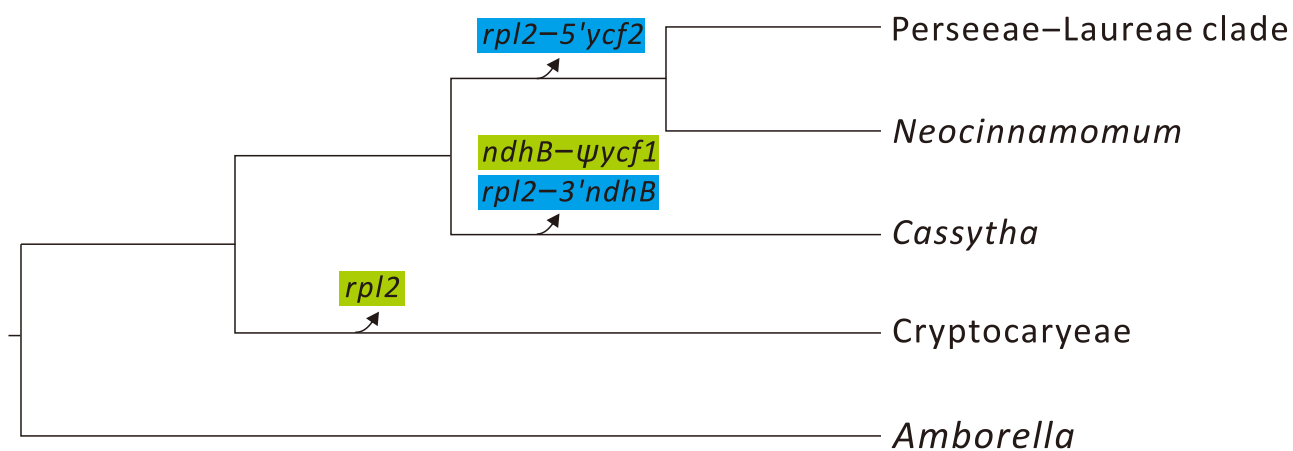 rpl2–5'ycf2
Perseeae–Laureae clade
Neocinnamomum
ndhB–ψycf1
rpl2–3'ndhB
Cassytha
rpl2
Cryptocaryeae
Amborella